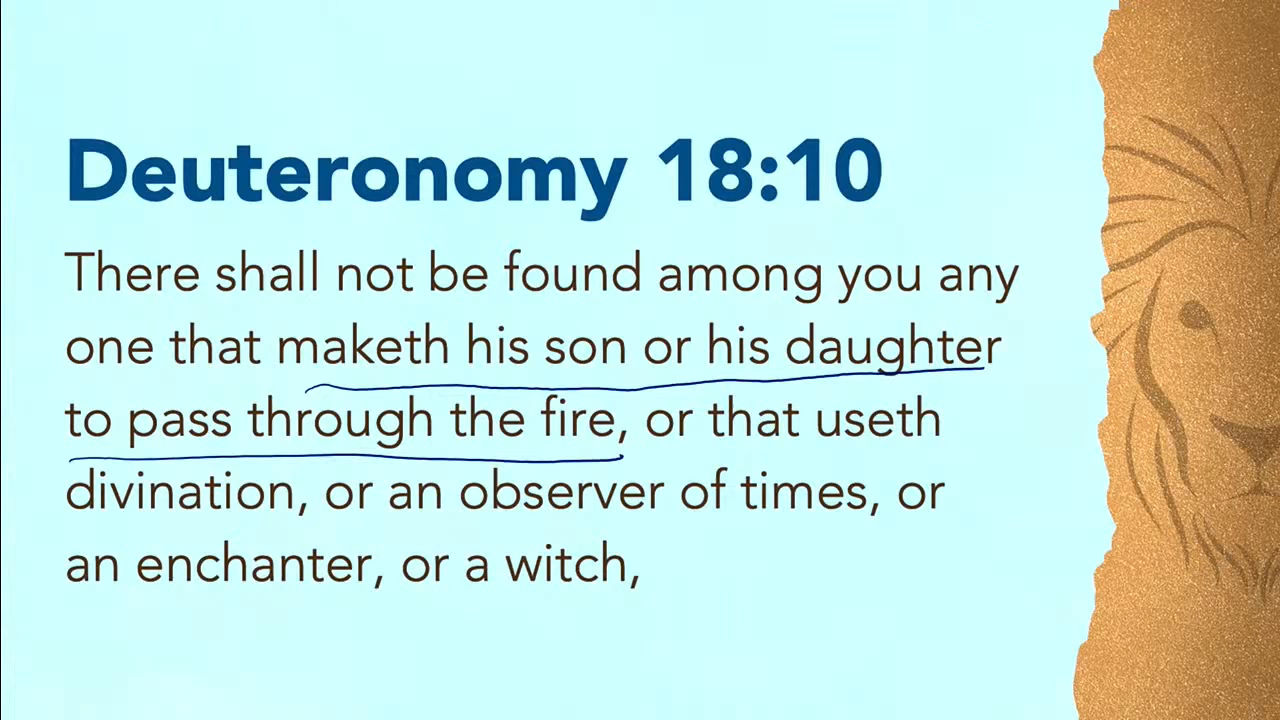 Deuteronomy 18:10
There shall not be found among you any
one that maketh his son or his daughter
to pass through the fire, or that useth
divination, or an observer of times, or
an enchanter, or a witch,